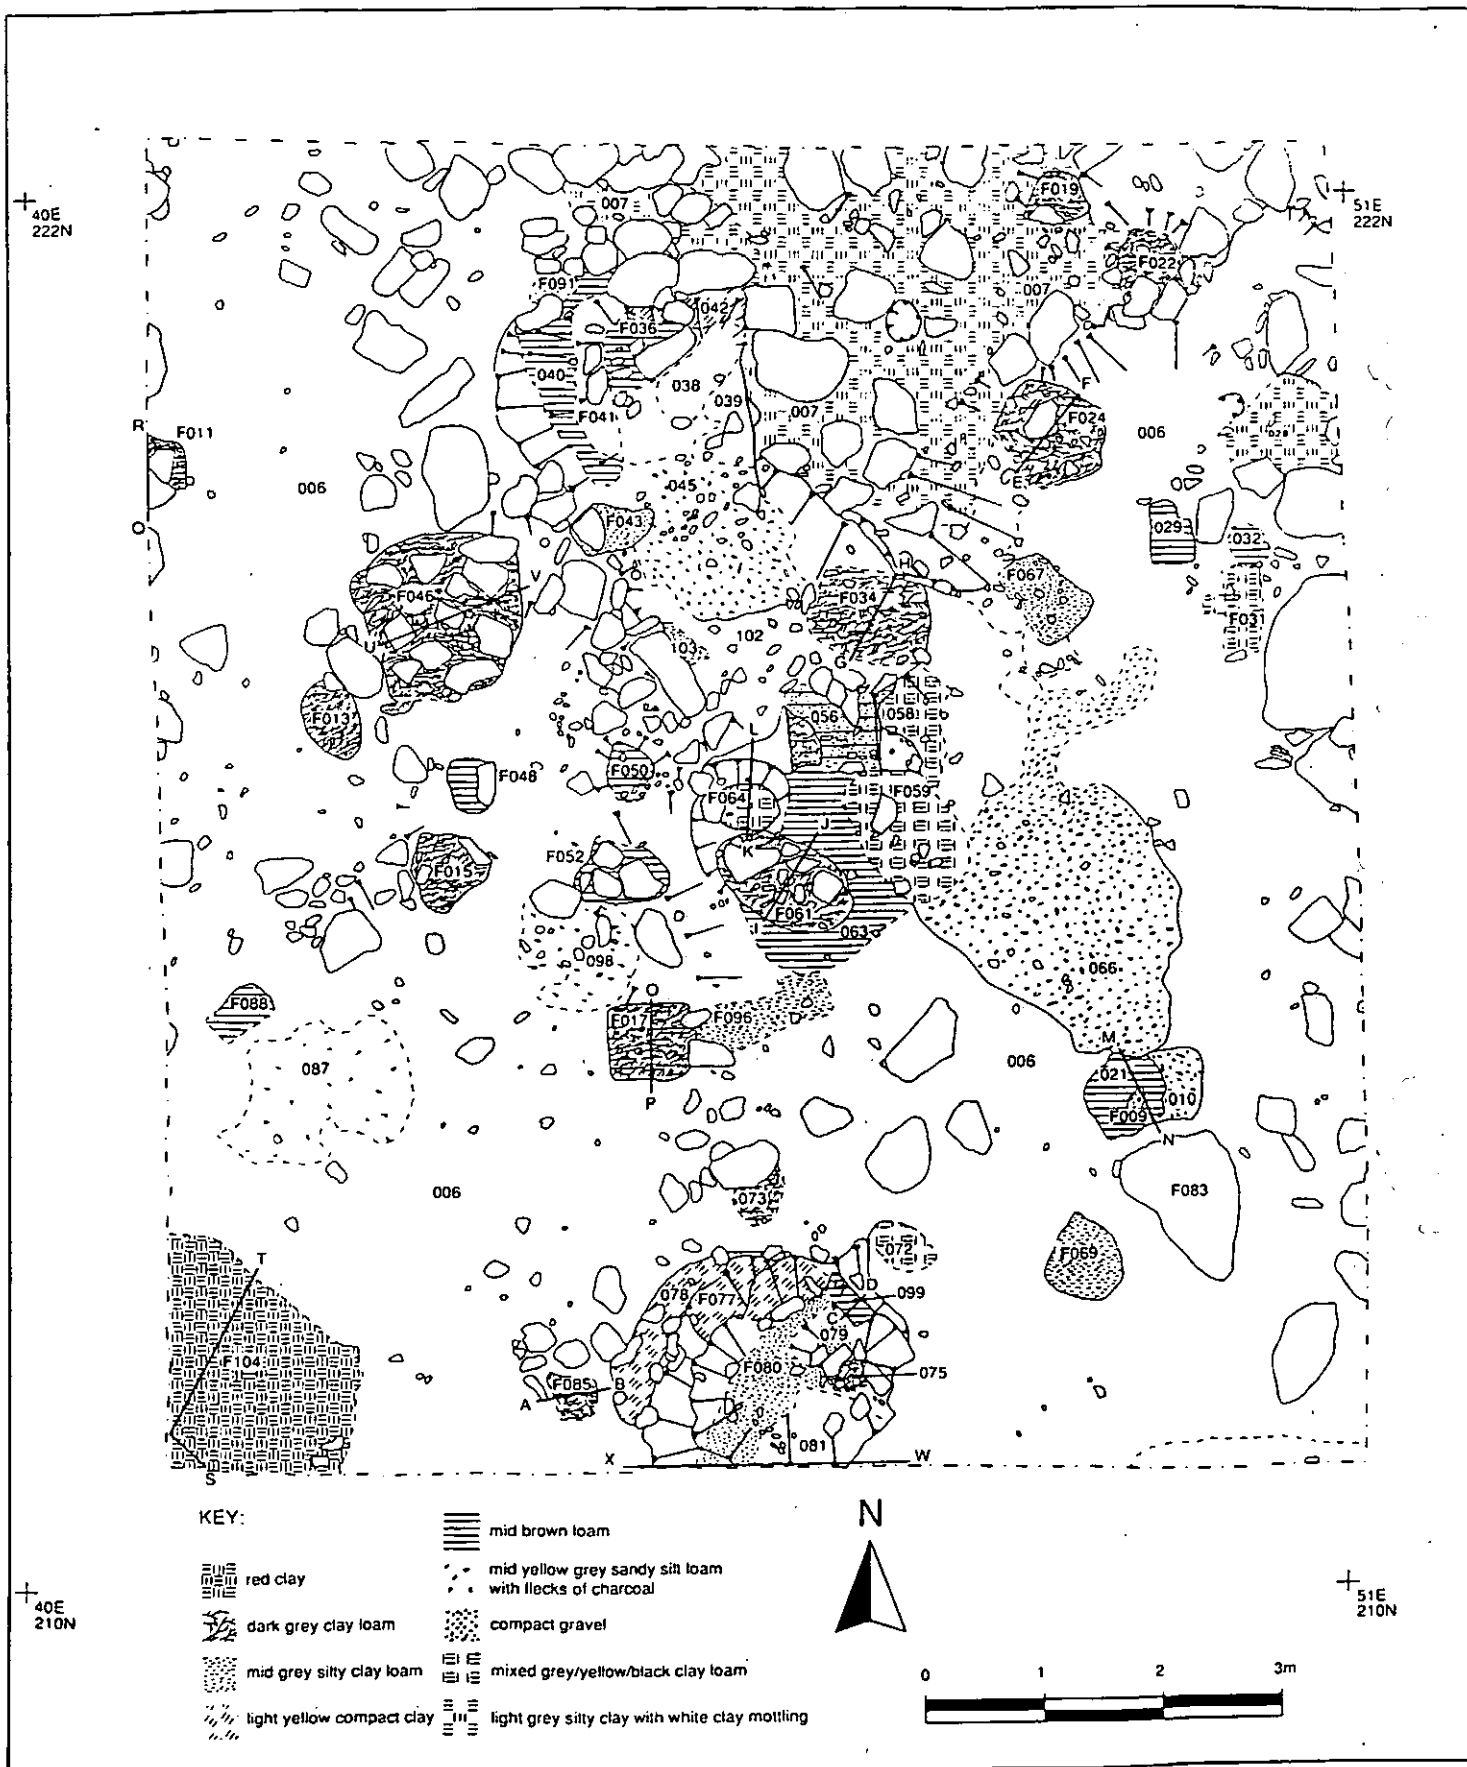 40E
222N
51E
222N
007
F019
F022
F091
042
007
F036
040
038
039
007
F041
F
F024
006
R
F011
006
045
E
029
O
F043
032
V
H
F067
F046
F034
F031
U
103
102
G
F013
056
058
L
F048
F050
F064
F059
J
F052
K
F015
F061
063
I
098
066
F088
O
F017
F096
087
M
006
021
010
P
F009
N
006
073
F083
072
F069
T
078
F077
D
099
C
079
F104
F080
075
F085
B
A
081
X
W
S
KEY:
N
mid brown loam
red clay
mid yellow grey sandy silt loam
with flecks of charcoal
40E
210N
51E
210N
dark grey clay loam
compact gravel
mid grey silty clay loam
mixed grey/yellow/black clay loam
0 1 2 3m
light yellow compact clay
light grey silty clay with white clay mottling